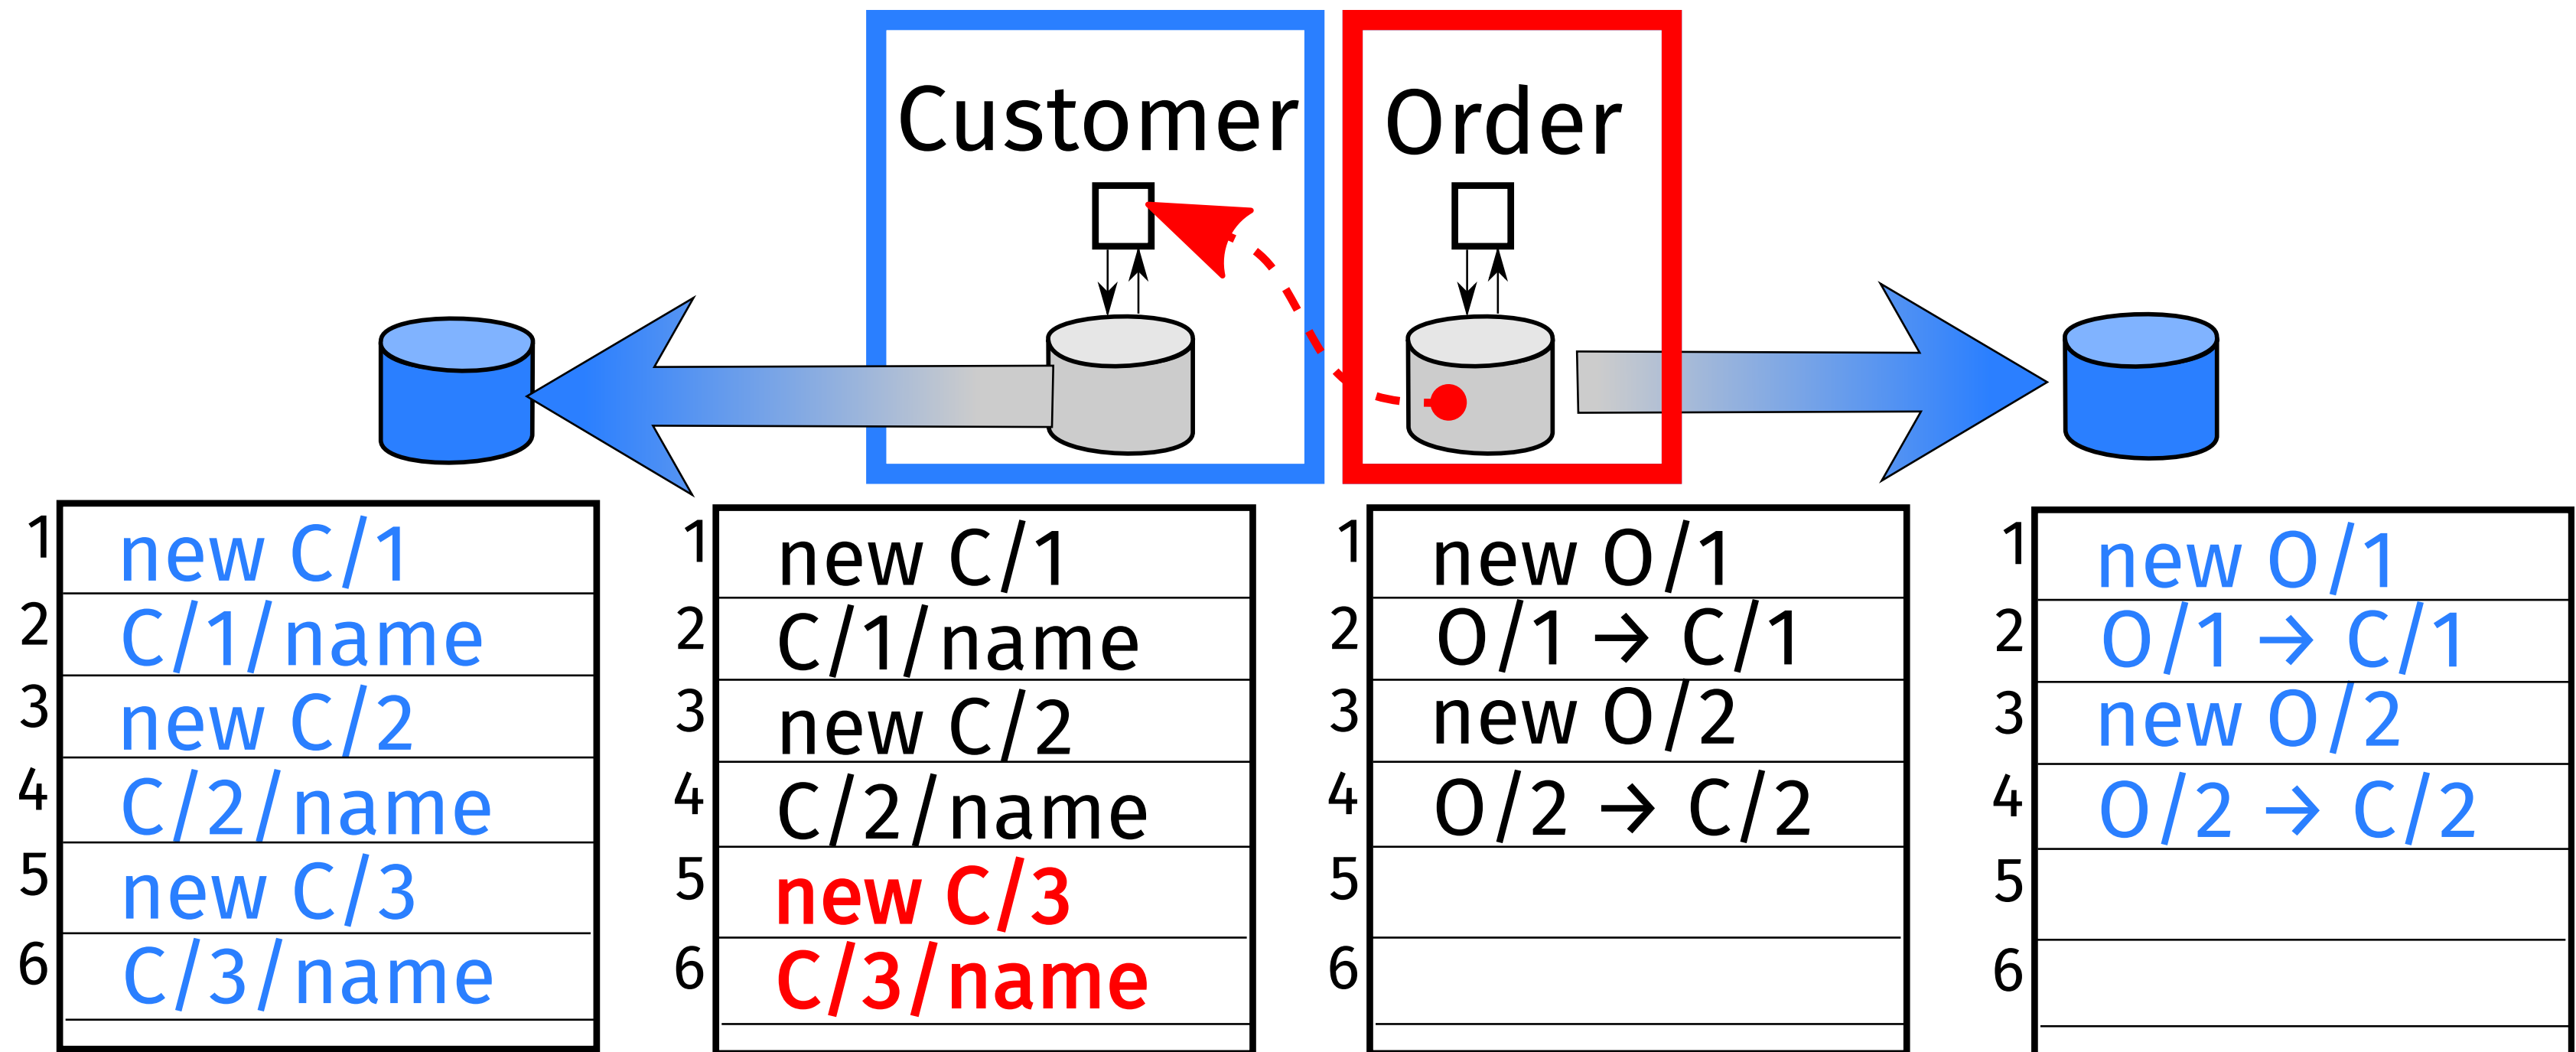 Customer
Order
1 new C/1
2 C/1/name
3 new C/2
4 C/2/name
5 new C/3
6 C/3/name
1 new C/1
2 C/1/name
3 new C/2
4 C/2/name
5 new C/3
6 C/3/name
1 new O/1
2 O/1 → C/1
3 new O/2
4 O/2 → C/2
5
6
1 new O/1
2 O/1 → C/1
3 new O/2
4 O/2 → C/2
5
6